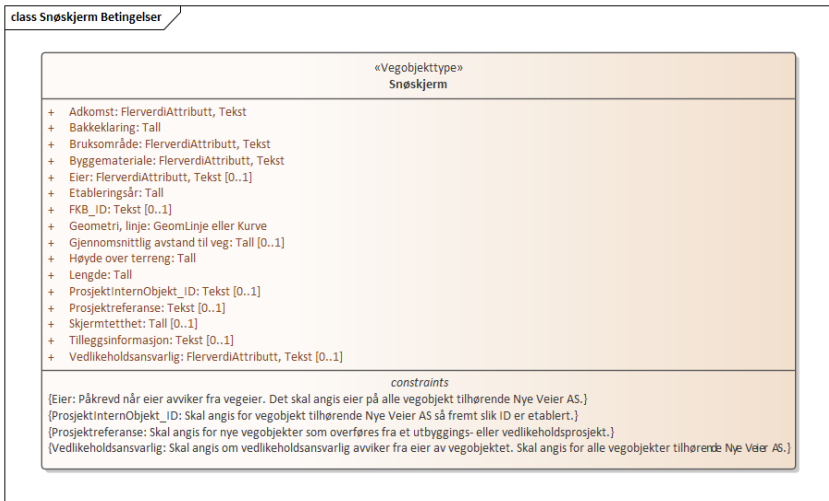 class Snøskjerm Betingelser
«Vegobjekttype»
Snøskjerm
+ Adkomst: FlerverdiAttributt, Tekst
+ Bakkeklaring: Tall
+ Bruksområde: FlerverdiAttributt, Tekst
+ Byggemateriale: FlerverdiAttributt, Tekst
+ Eier: FlerverdiAttributt, Tekst [0..1]
+ Etableringsår: Tall
+ FKB_ID: Tekst [0..1]
+ Geometri, linje: GeomLinje eller Kurve
+ Gjennomsnittlig avstand til veg: Tall [0..1]
+ Høyde over terreng: Tall
+ Lengde: Tall
+ ProsjektInternObjekt_ID: Tekst [0..1]
+ Prosjektreferanse: Tekst [0..1]
+ Skjermtetthet: Tall [0..1]
+ Tilleggsinformasjon: Tekst [0..1]
+ Vedlikeholdsansvarlig: FlerverdiAttributt, Tekst [0..1]
constraints
{Eier: Påkrevd når eier avviker fra vegeier. Det skal angis eier på alle vegobjekt tilhørende Nye Veier AS.}
{ProsjektInternObjekt_ID: Skal angis for vegobjekt tilhørende Nye Veier AS så fremt slik ID er etablert.}
{Prosjektreferanse: Skal angis for nye vegobjekter som overføres fra et utbyggings- eller vedlikeholdsprosjekt.}
{Vedlikeholdsansvarlig: Skal angis om vedlikeholdsansvarlig avviker fra eier av vegobjektet. Skal angis for alle vegobjekter tilhørende Nye Veier AS.}